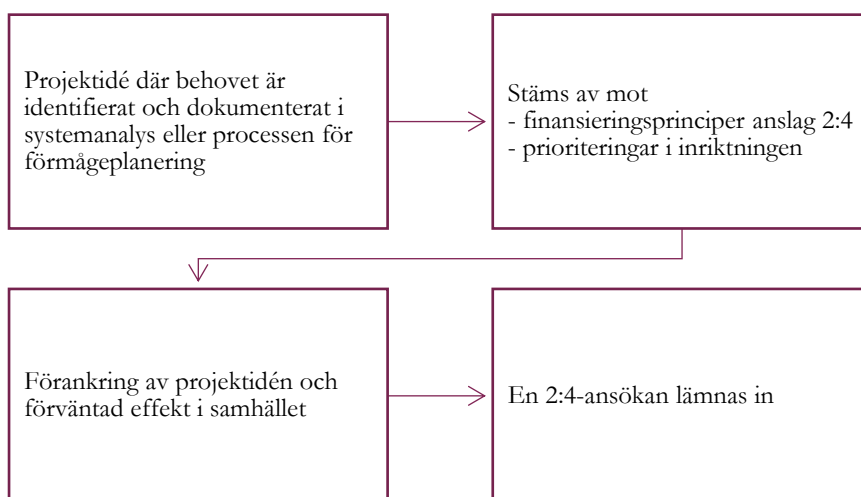 Projektidé där behovet är
identifierat och dokumenterat i
systemanalys eller processen för
förmågeplanering
Stäms av mot
- finansieringsprinciper anslag 2:4
- prioriteringar i inriktningen
Förankring av projektidén och
förväntad effekt i samhället
En 2:4-ansökan lämnas in